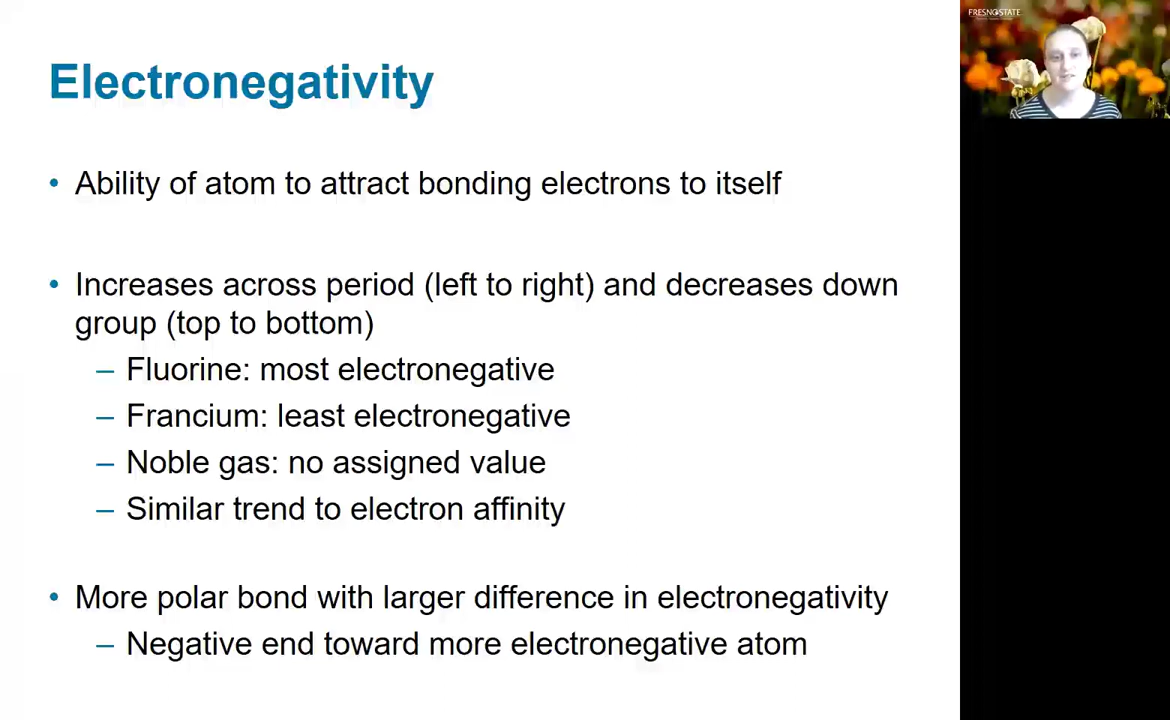 FRESNO STATE
Electronegativity
• Ability of atom to attract bonding electrons to itself
• Increases across period (left to right) and decreases down
group (top to bottom)
– Fluorine: most electronegative
– Francium: least electronegative
– Noble gas: no assigned value
– Similar trend to electron affinity
• More polar bond with larger difference in electronegativity
– Negative end toward more electronegative atom